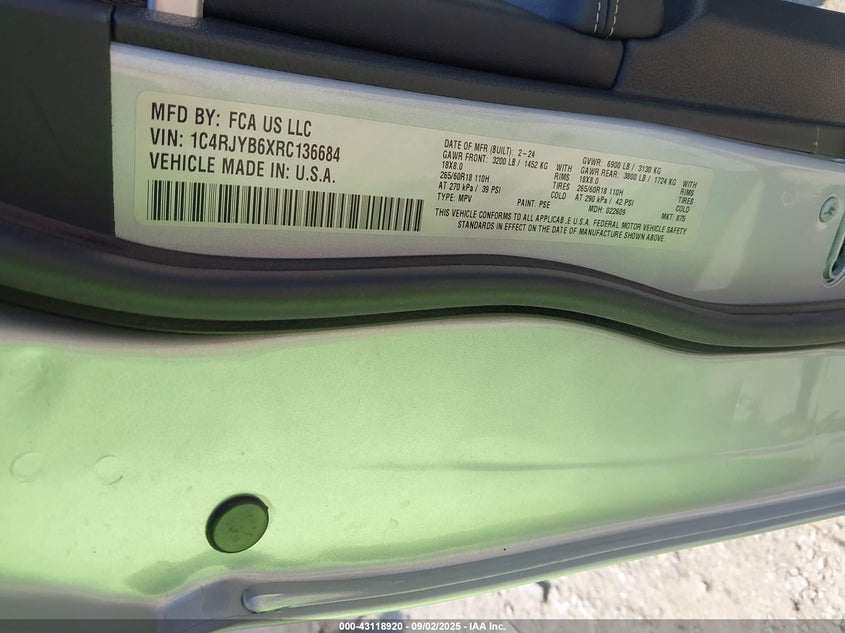 MFD BY: FCA US LLC
VIN: 1C4RJYB6XRC136684
VEHICLE MADE IN: U.S.A.
DATE OF MFR (BUILT): 2-24 GVWR: 6900 LB / 3130 KG
GAWR FRONT: 3200 LB / 1452 KG WITH GAWR REAR: 3800 LB / 1724 KG WITH
18X8.0 RIMS 18X8.0 RIMS
265/60R18 110H TIRES 265/60R18 110H TIRES
AT 270 kPa / 39 PSI COLD AT 290 kPa / 42 PSI COLD
TYPE: MPV PAINT: PSE MDH: 022609 MKT: 875
THIS VEHICLE CONFORMS TO ALL APPLICABLE U.S.A. FEDERAL MOTOR VEHICLE SAFETY
STANDARDS IN EFFECT ON THE DATE OF MANUFACTURE SHOWN ABOVE.
000-43118920 | 09/02/2025 - IAA Inc.